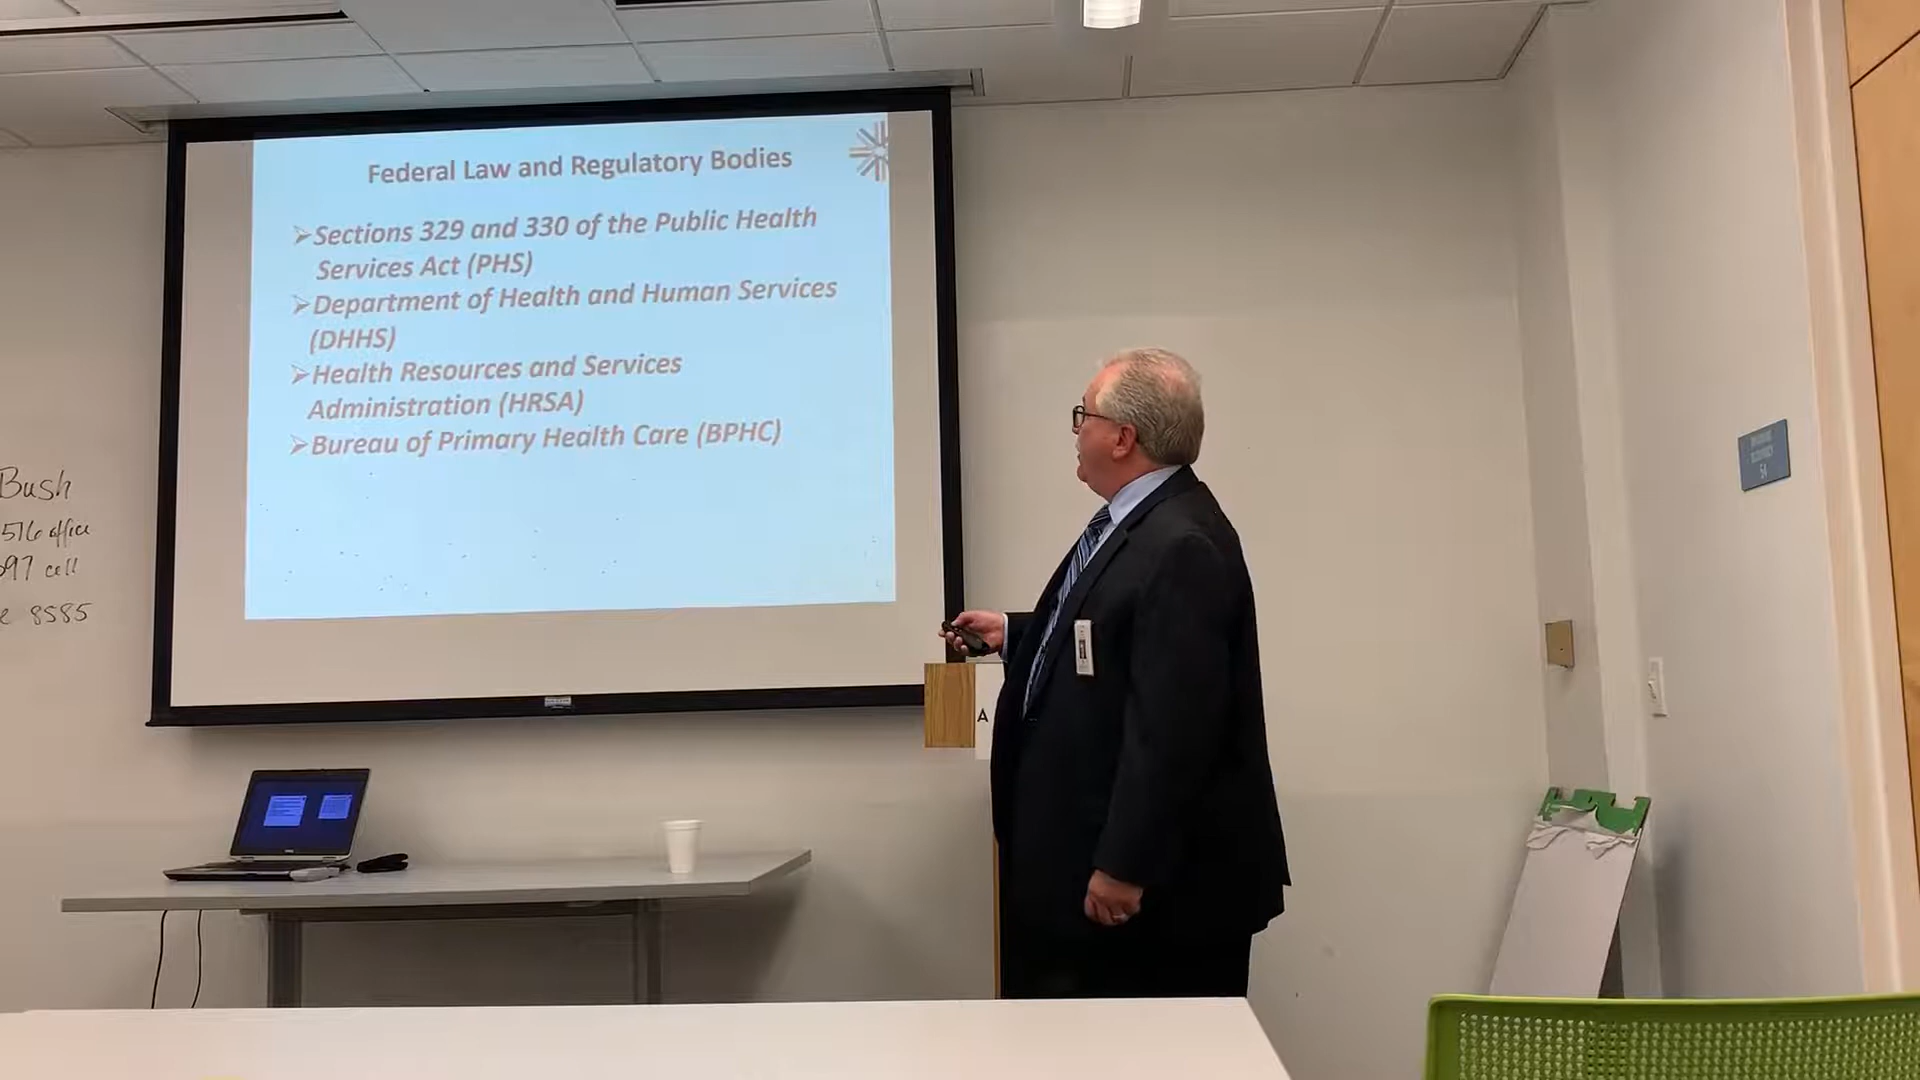 Federal Law and Regulatory Bodies
Sections 329 and 330 of the Public Health
Services Act (PHS)
Department of Health and Human Services
(DHHS)
Health Resources and Services
Administration (HRSA)
Bureau of Primary Health Care (BPHC)
Bush
516 office
097 cell
8585
A
54